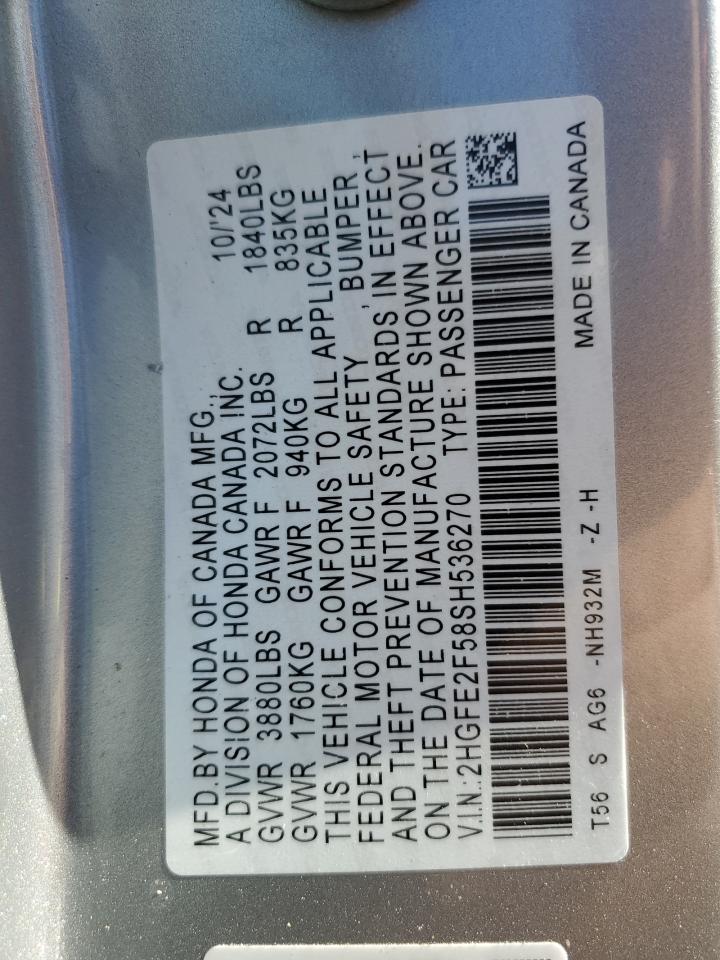 MFD. BY HONDA OF CANADA MFG., 10/'24
A DIVISION OF HONDA CANADA INC.
GVWR 3880LBS GAWR F 2072LBS R 1840LBS
GVWR 1760KG GAWR F 940KG R 835KG
THIS VEHICLE CONFORMS TO ALL APPLICABLE
FEDERAL MOTOR VEHICLE SAFETY , BUMPER ,
AND THEFT PREVENTION STANDARDS IN EFFECT
ON THE DATE OF MANUFACTURE SHOWN ABOVE.
V.I.N.:2HGFE2F58SH536270 TYPE: PASSENGER CAR
T56 S AG6 -NH932M -Z -H MADE IN CANADA